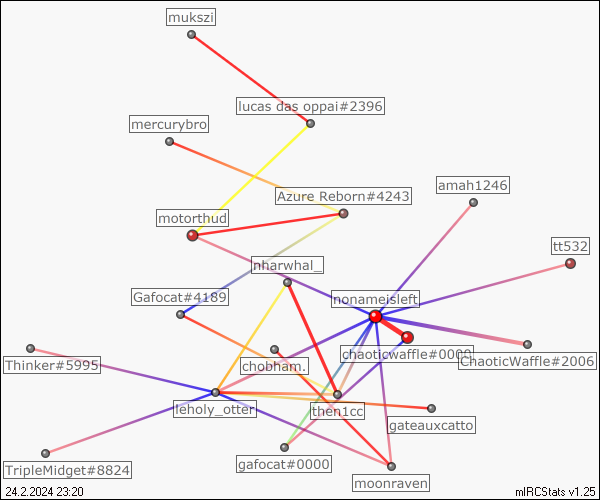 mukszi
lucas das oppai#2396
mercurybro
amah1246
Azure Reborn#4243
motorthud
tt532
nharwhal_
Gafocat#4189
nonameisleft
chaoticwaffle#0000
ChaoticWaffle#2006
Thinker#5995
chobham.
leholy_otter
then1cc
gateauxcatto
gafocat#0000
TripleMidget#8824
moonraven
24.2.2024 23:20
mIRCStats v1.25